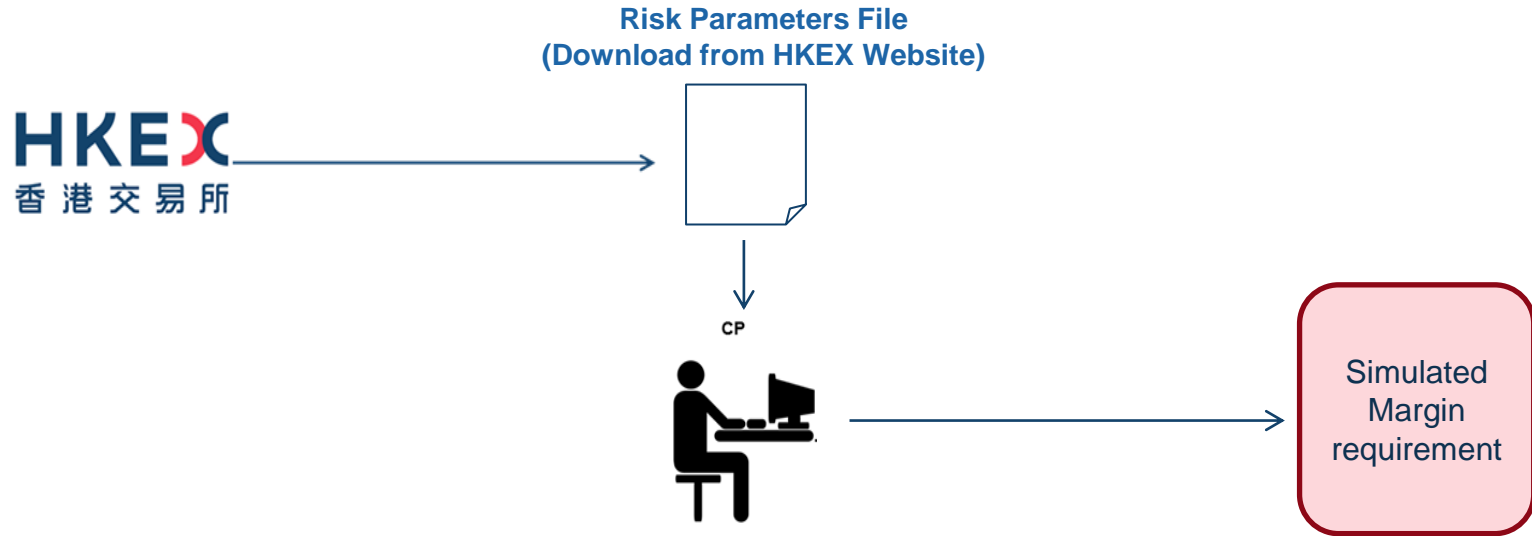 Risk Parameters File
(Download from HKEX Website)
HKEX
香港交易所
CP
Simulated
Margin
requirement